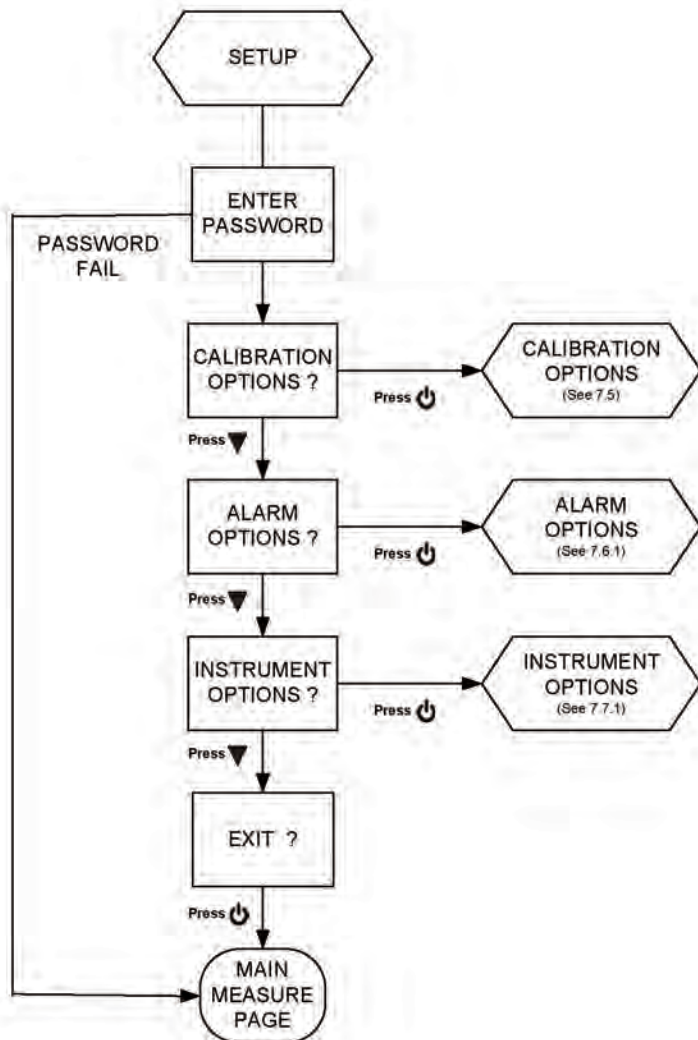 SETUP
ENTER
PASSWORD
PASSWORD
FAIL
CALIBRATION
OPTIONS ?
Press
CALIBRATION
OPTIONS
(See 7.5)
Press
ALARM
OPTIONS ?
Press
ALARM
OPTIONS
(See 7.6.1)
Press
INSTRUMENT
OPTIONS ?
Press
INSTRUMENT
OPTIONS
(See 7.7.1)
Press
EXIT ?
Press
MAIN
MEASURE
PAGE